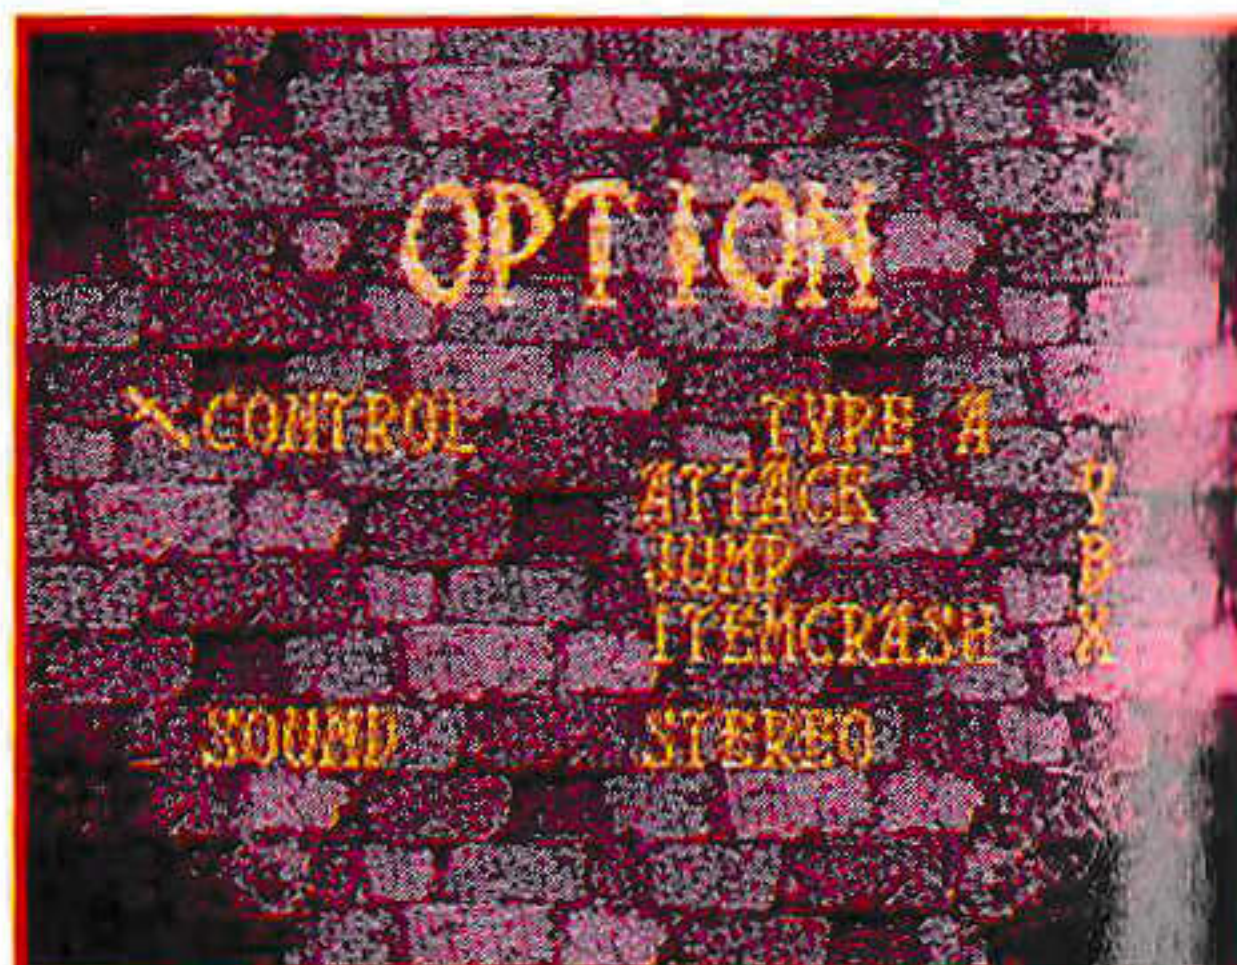 OPTION
CONTROL TYPE A
ATTACK Y
JUMP B
ITEMCRASH X
SOUND STEREO